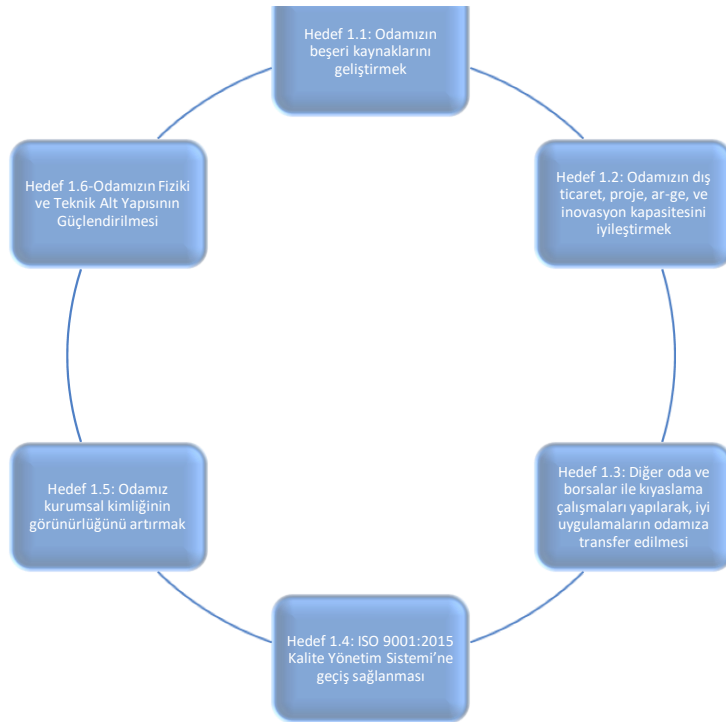 Hedef 1.1: Odamızın
beşeri kaynaklarını
geliştirmek
Hedef 1.2: Odamızın dış
ticaret, proje, ar-ge, ve
inovasyon kapasitesini
iyileştirmek
Hedef 1.3: Diğer oda ve
borsalar ile kıyaslama
çalışmaları yapılarak, iyi
uygulamaların odamıza
transfer edilmesi
Hedef 1.4: ISO 9001:2015
Kalite Yönetim Sistemi’ne
geçiş sağlanması
Hedef 1.5: Odamız
kurumsal kimliğinin
görünürlüğünü artırmak
Hedef 1.6-Odamızın Fiziki
ve Teknik Alt Yapısının
Güçlendirilmesi